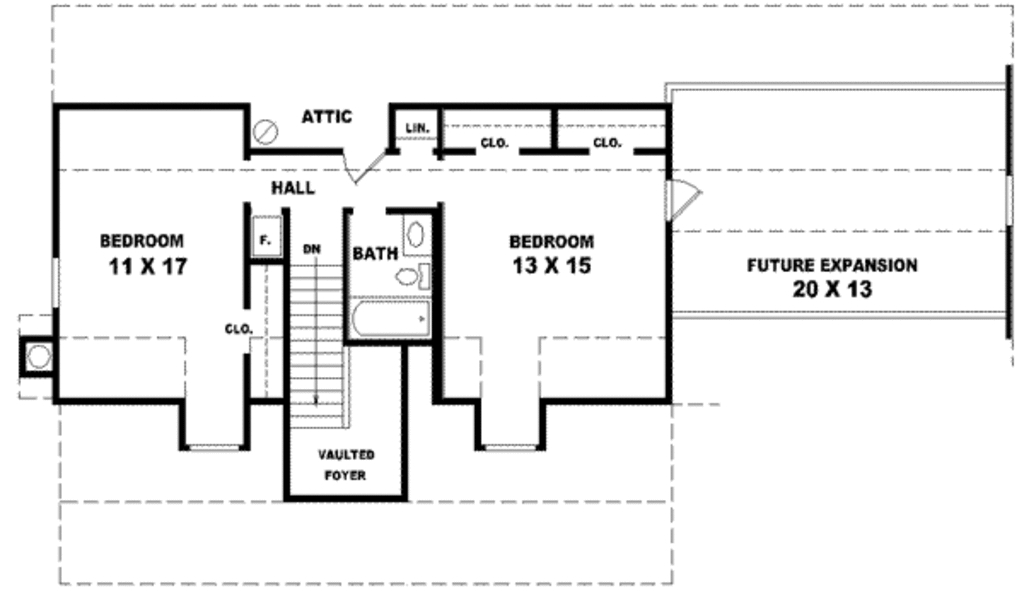 ATTIC
LIN.
CLO.
CLO.
HALL
BEDROOM
11 X 17
F.
DN
BATH
BEDROOM
13 X 15
FUTURE EXPANSION
20 X 13
CLO.
VAULTED
FOYER